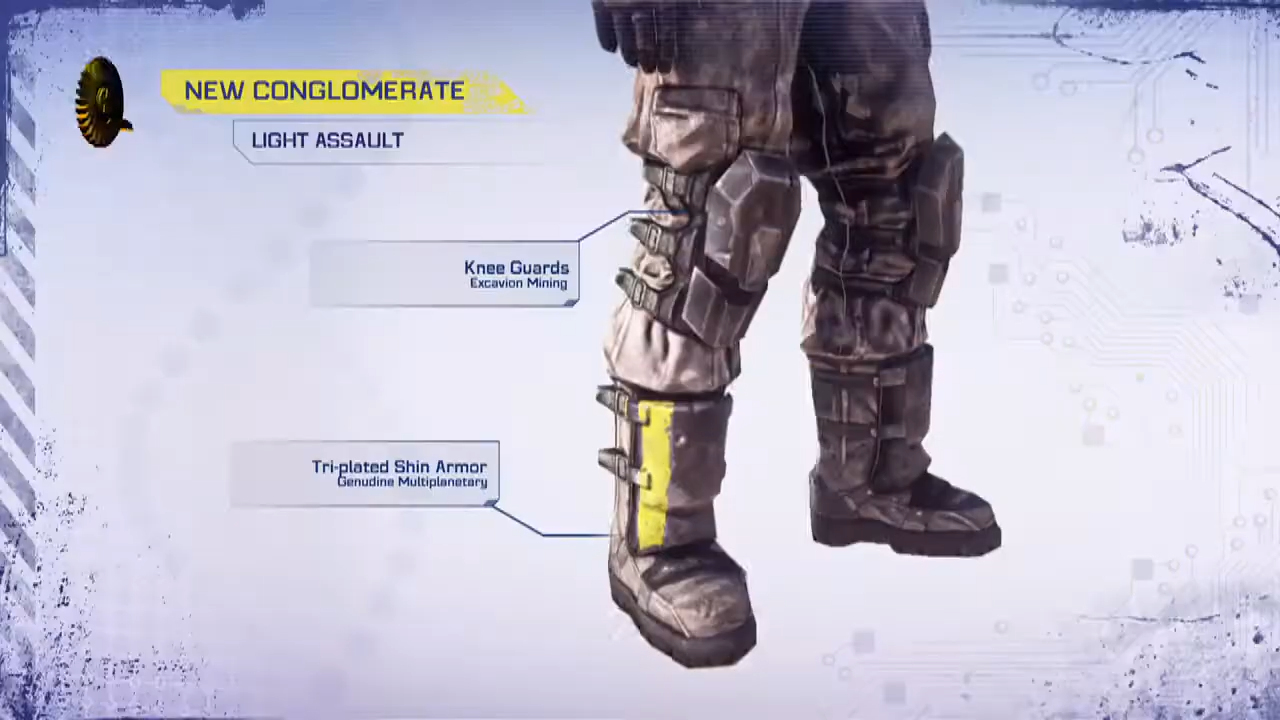 NEW CONGLOMERATE
LIGHT ASSAULT
Knee Guards
Excavion Mining
Tri-plated Shin Armor
Genudine Multiplanetary